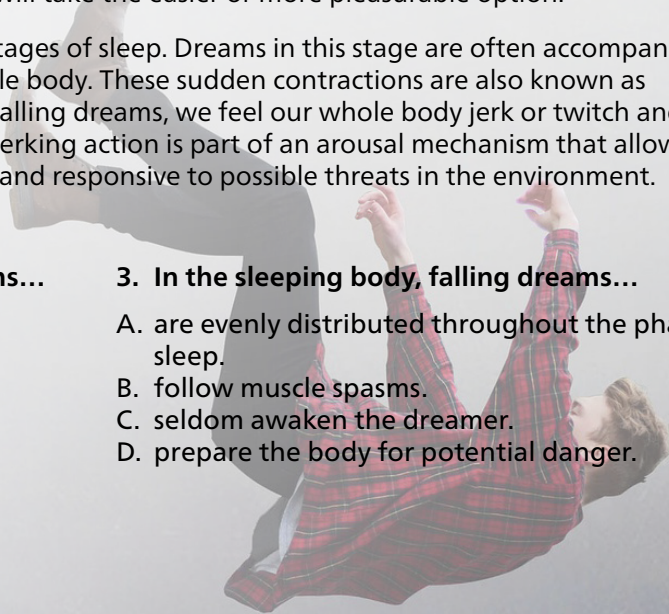 will take the easier or more pleasurable option.
tages of sleep. Dreams in this stage are often accompan
le body. These sudden contractions are also known as
alling dreams, we feel our whole body jerk or twitch an
erking action is part of an arousal mechanism that allow
and responsive to possible threats in the environment.
ms…
3. In the sleeping body, falling dreams…
A. are evenly distributed throughout the pha
sleep.
B. follow muscle spasms.
C. seldom awaken the dreamer.
D. prepare the body for potential danger.